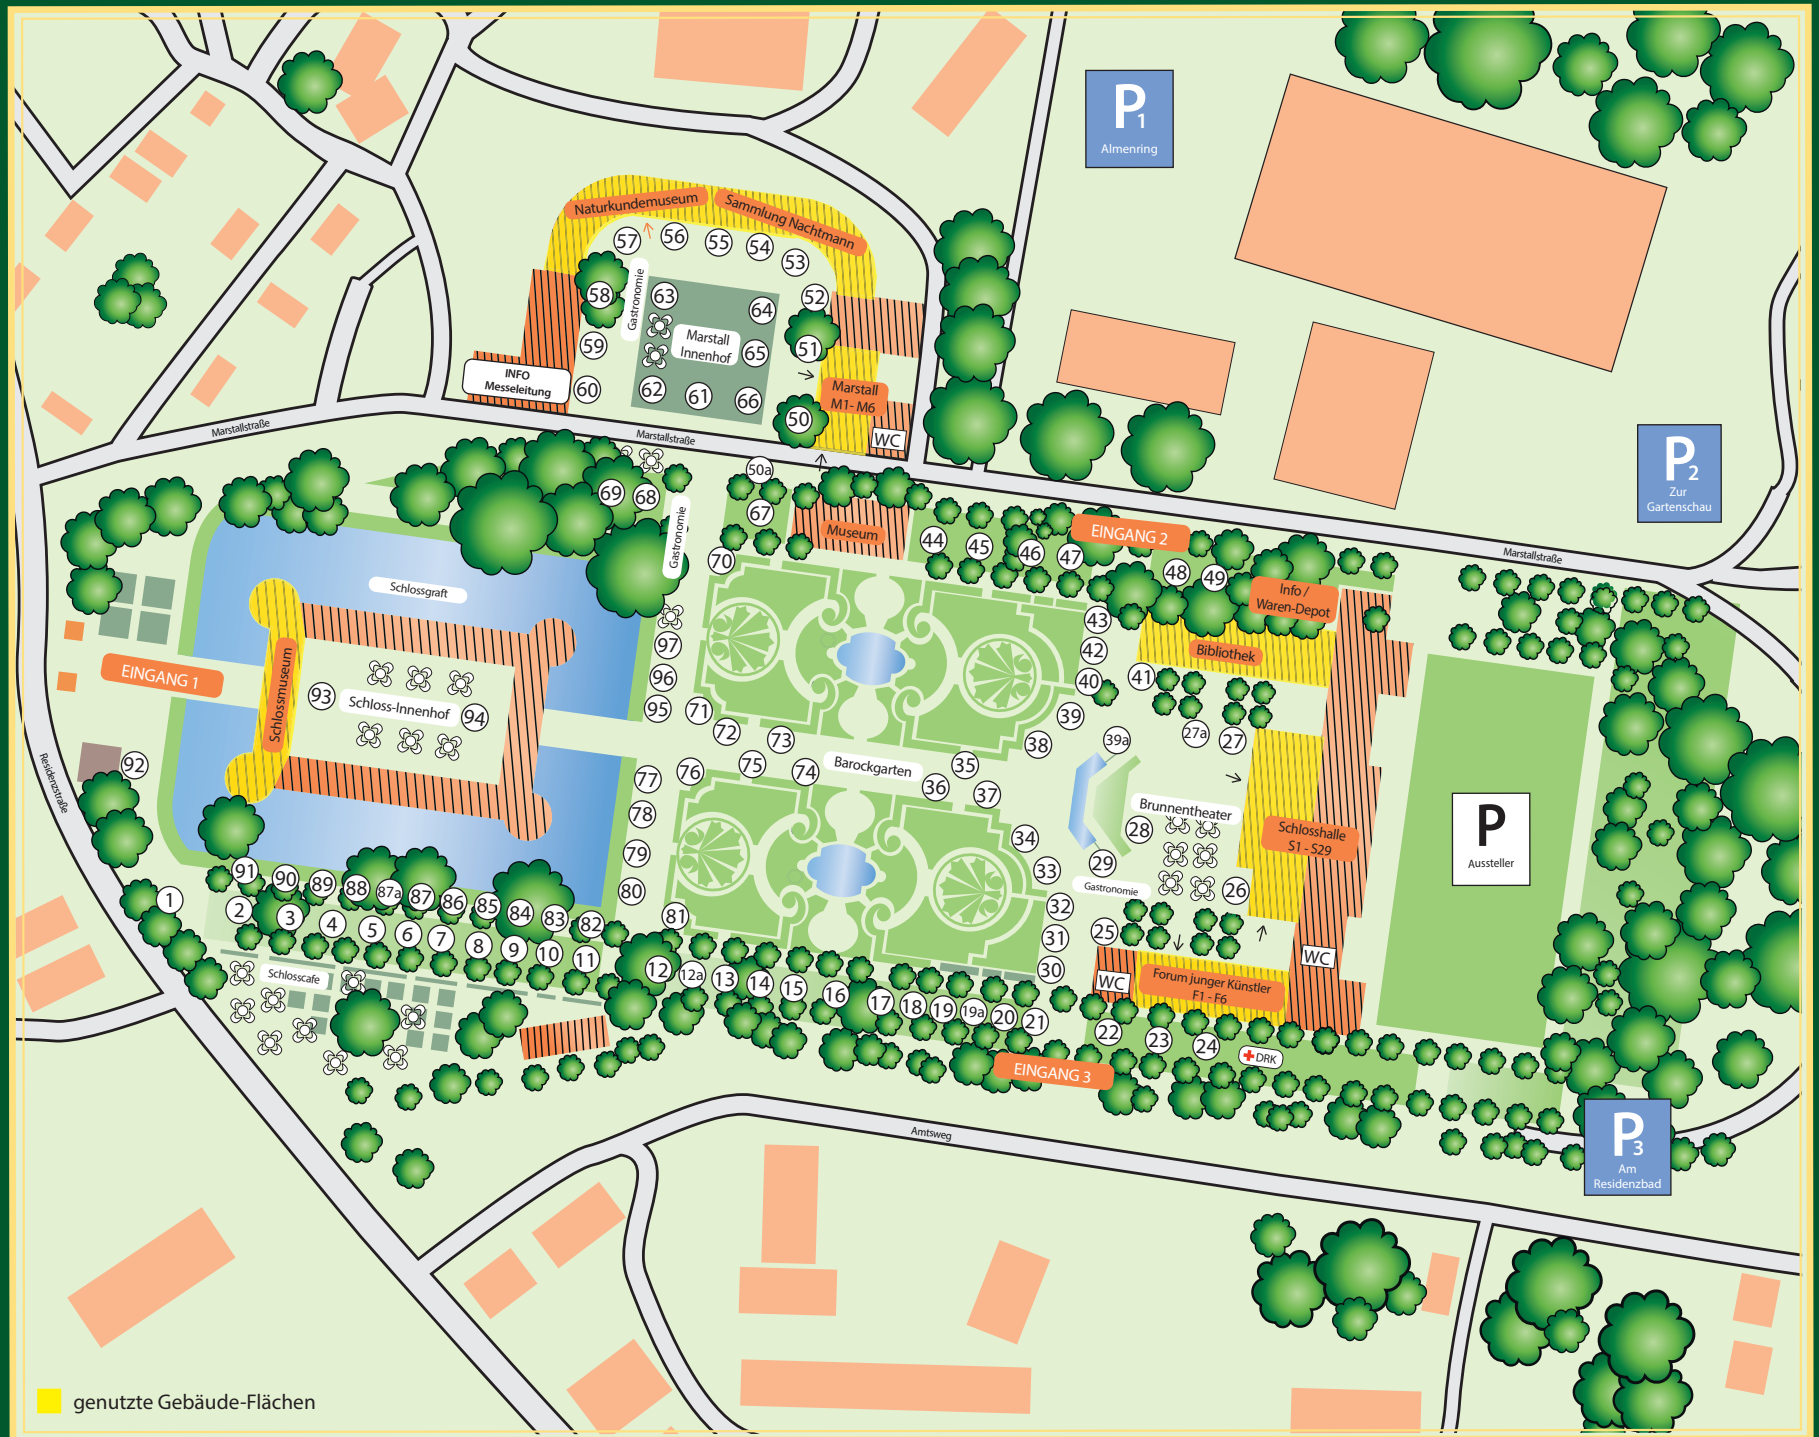 P1
Almenring
Naturkundemuseum
Sammlung Nachtmann
57
56
55
54
53
52
58
Gastronomie
63
64
59
Marstall
Innenhof
65
51
INFO
Messeleitung
60
62
61
66
Marstall
M1- M6
50
WC
Marstallstraße
Marstallstraße
P2
Zur
Gartenschau
50a
69
68
67
Gastronomie
Museum
44
45
46
47
EINGANG 2
Marstallstraße
70
48
49
Info /
Waren-Depot
Schlossgraft
43
97
42
Bibliothek
EINGANG 1
Schlossmuseum
96
40
41
93
Schloss-Innenhof
94
95
71
39
72
73
38
39a
27a
27
Residenzstraße
92
77
76
75
74
Barockgarten
35
36
37
78
Brunnentheater
28
34
Schlosshalle
S1 - S29
P
Aussteller
79
33
29
Gastronomie
26
91
90
89
88
87a
87
86
85
84
83
82
80
81
32
1
2
3
4
5
6
7
8
9
10
11
31
25
30
WC
WC
Schlosscafe
12
12a
13
14
15
16
17
18
19
19a
20
21
Forum junger Künstler
F1 - F6
22
23
24
DRK
EINGANG 3
P3
Am
Residenzbad
Amtsweg
genutzte Gebäude-Flächen